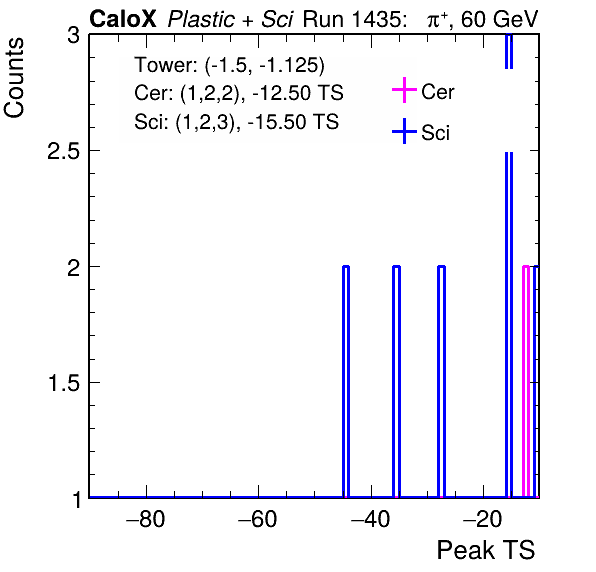 CaloX Plastic + Sci Run 1435: π⁺, 60 GeV
Counts
Tower: (-1.5, -1.125)
Cer: (1,2,2), -12.50 TS
Sci: (1,2,3), -15.50 TS
Cer
Sci
3
2.5
2
1.5
1
−80 −60 −40 −20
Peak TS